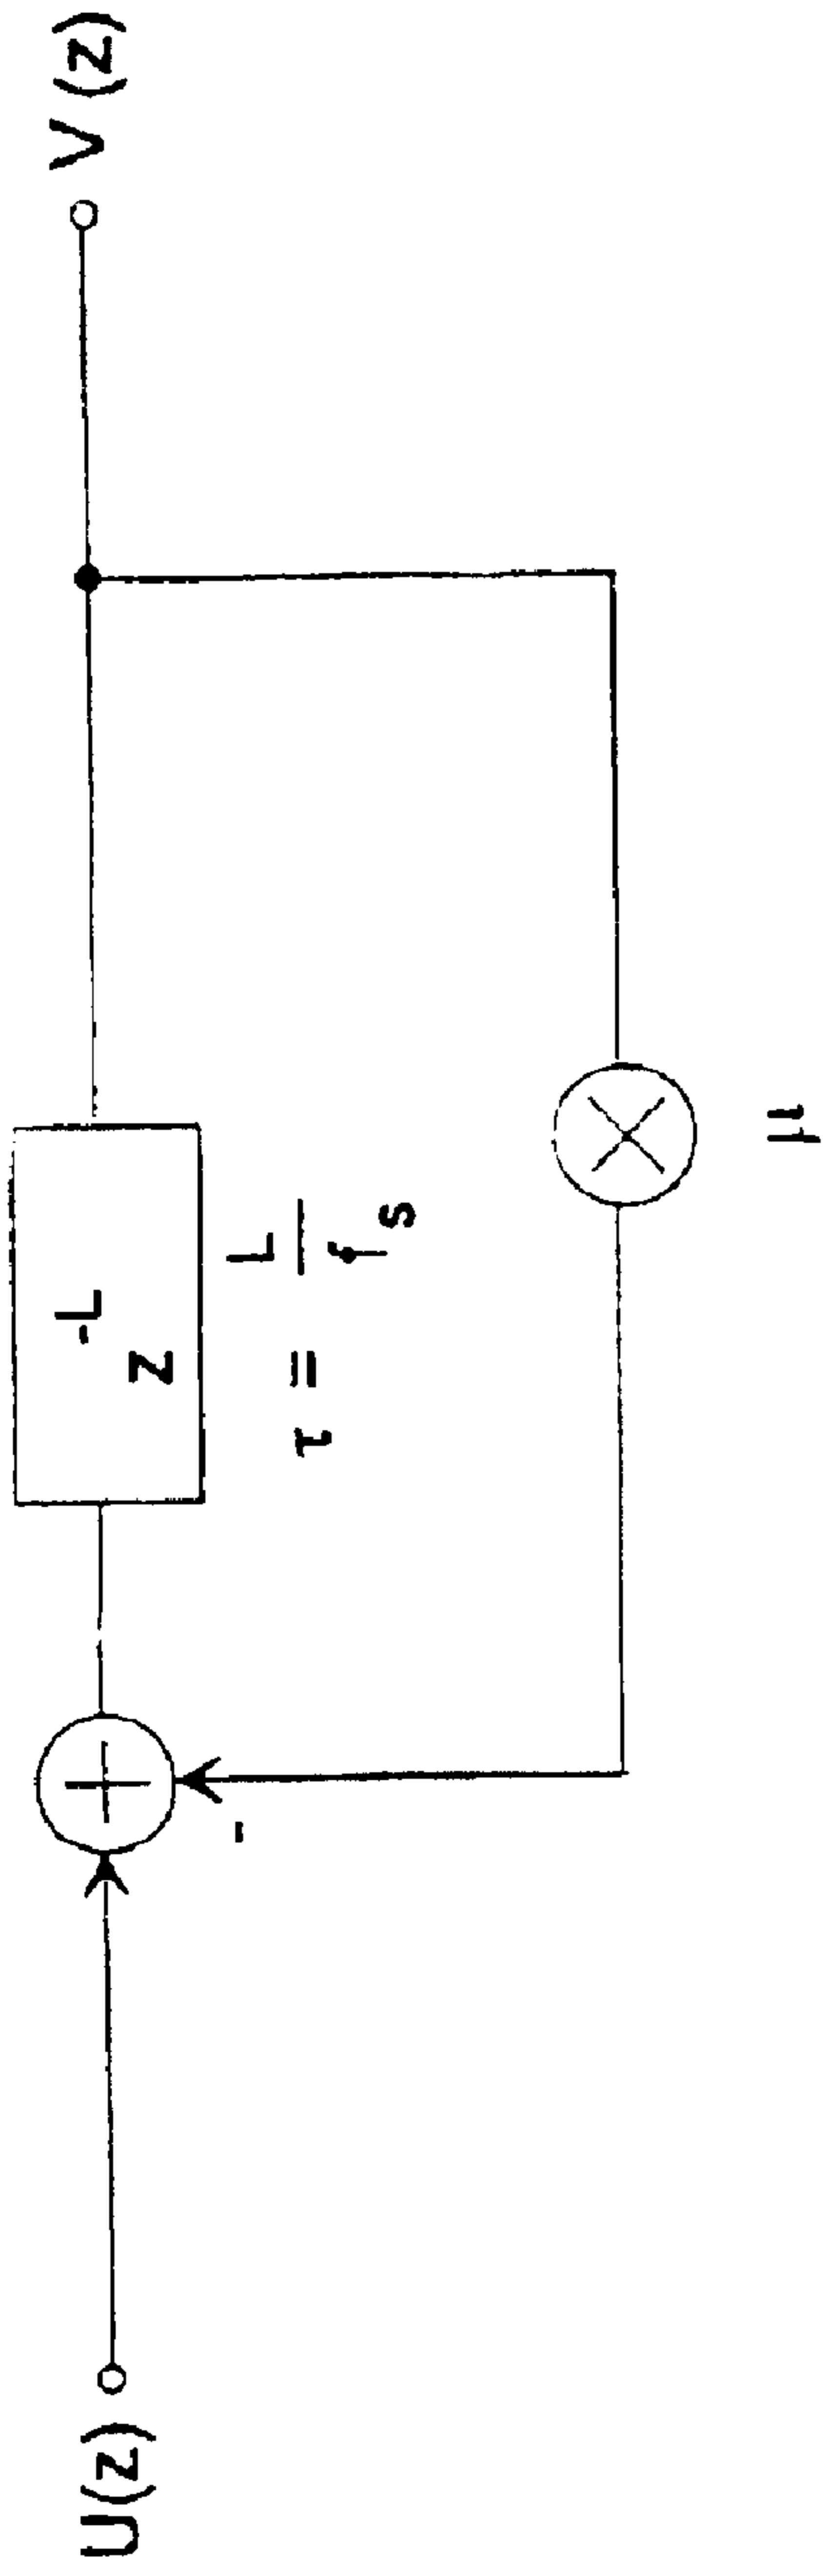 U(z)
+
-
z^-L
τ = L/f_s
μ
V (z)